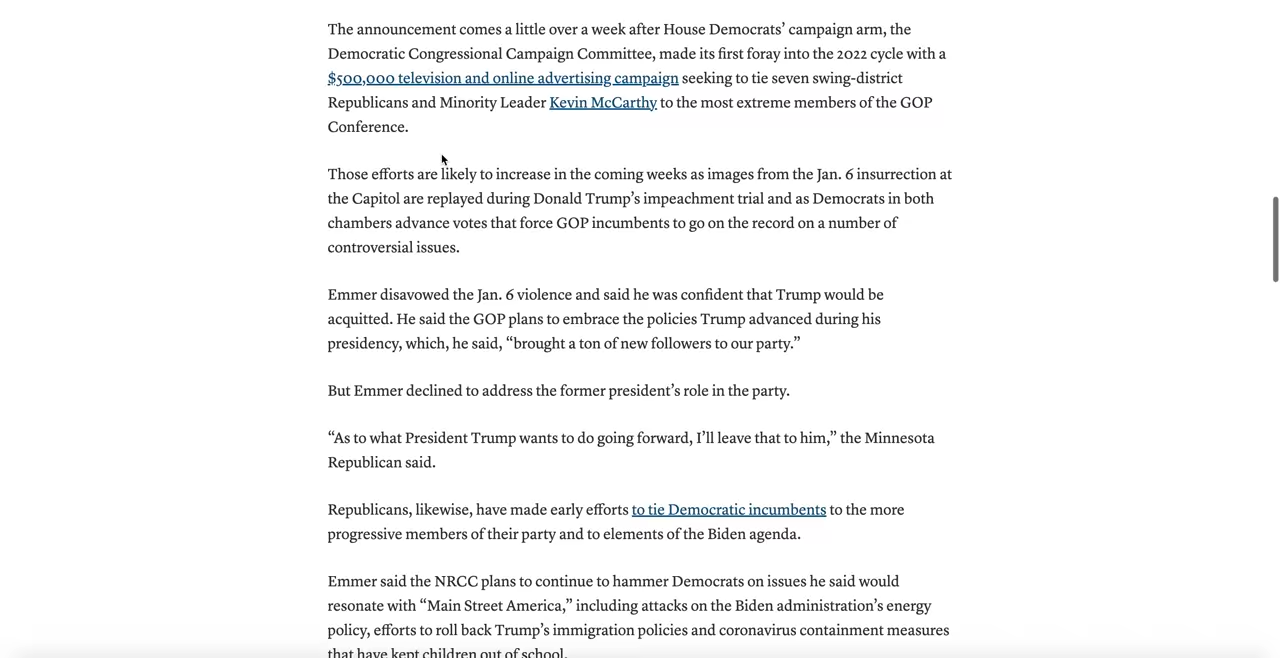 The announcement comes a little over a week after House Democrats’ campaign arm, the
Democratic Congressional Campaign Committee, made its first foray into the 2022 cycle with a
$500,000 television and online advertising campaign seeking to tie seven swing-district
Republicans and Minority Leader Kevin McCarthy to the most extreme members of the GOP
Conference.
Those efforts are likely to increase in the coming weeks as images from the Jan. 6 insurrection at
the Capitol are replayed during Donald Trump’s impeachment trial and as Democrats in both
chambers advance votes that force GOP incumbents to go on the record on a number of
controversial issues.
Emmer disavowed the Jan. 6 violence and said he was confident that Trump would be
acquitted. He said the GOP plans to embrace the policies Trump advanced during his
presidency, which, he said, “brought a ton of new followers to our party.”
But Emmer declined to address the former president’s role in the party.
“As to what President Trump wants to do going forward, I’ll leave that to him,” the Minnesota
Republican said.
Republicans, likewise, have made early efforts to tie Democratic incumbents to the more
progressive members of their party and to elements of the Biden agenda.
Emmer said the NRCC plans to continue to hammer Democrats on issues he said would
resonate with “Main Street America,” including attacks on the Biden administration’s energy
policy, efforts to roll back Trump’s immigration policies and coronavirus containment measures
that have kept children out of school.